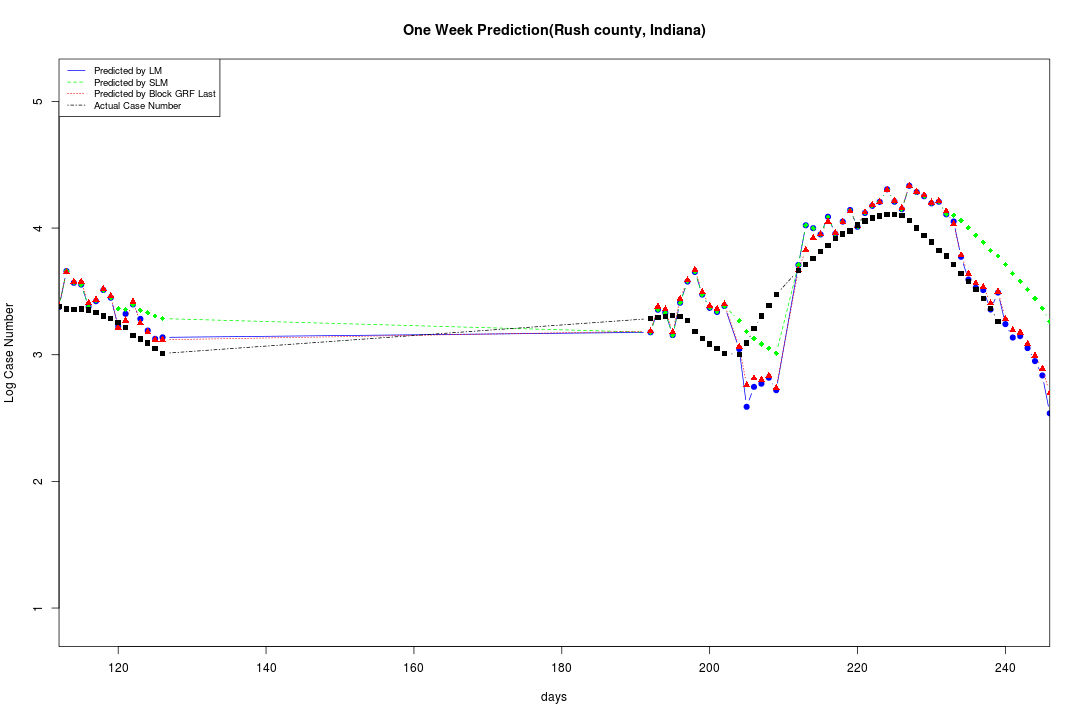 One Week Prediction(Rush county, Indiana)
Predicted by LM
Predicted by SLM
Predicted by Block GRF Last
Actual Case Number
5
4
3
2
1
Log Case Number
120 140 160 180 200 220 240
days